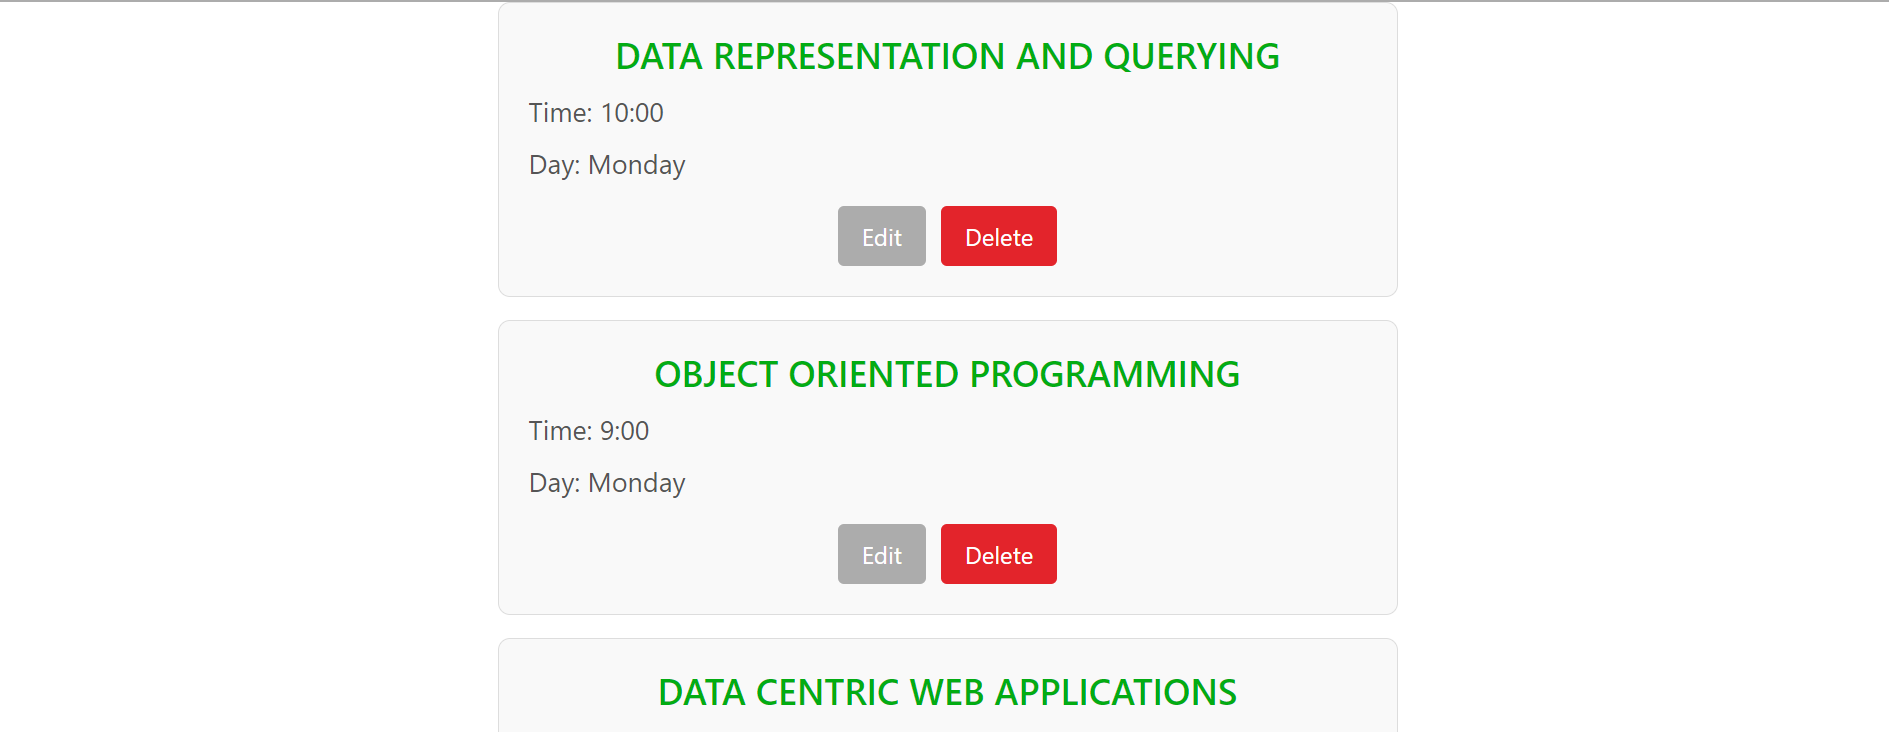 DATA REPRESENTATION AND QUERYING
Time: 10:00
Day: Monday
Edit Delete
OBJECT ORIENTED PROGRAMMING
Time: 9:00
Day: Monday
Edit Delete
DATA CENTRIC WEB APPLICATIONS